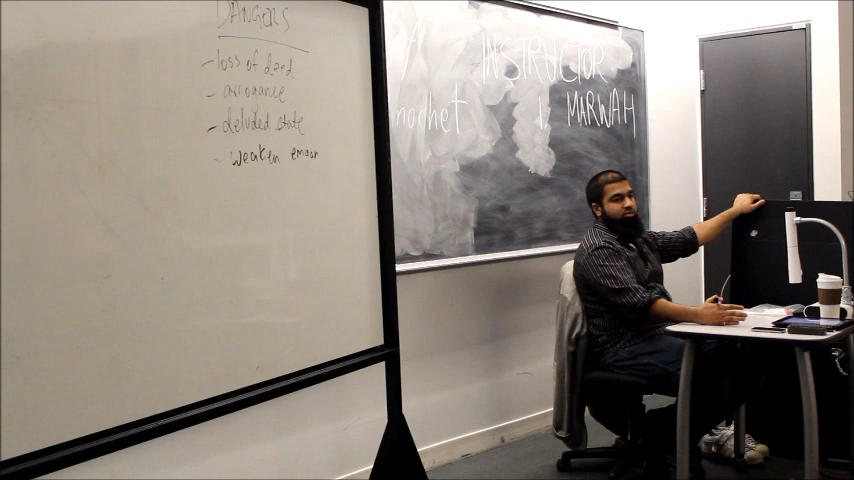 DANGERS
- loss of deed
- arrogance
- deluded state
- weaken emaan
INSTRUCTOR
MARWAH